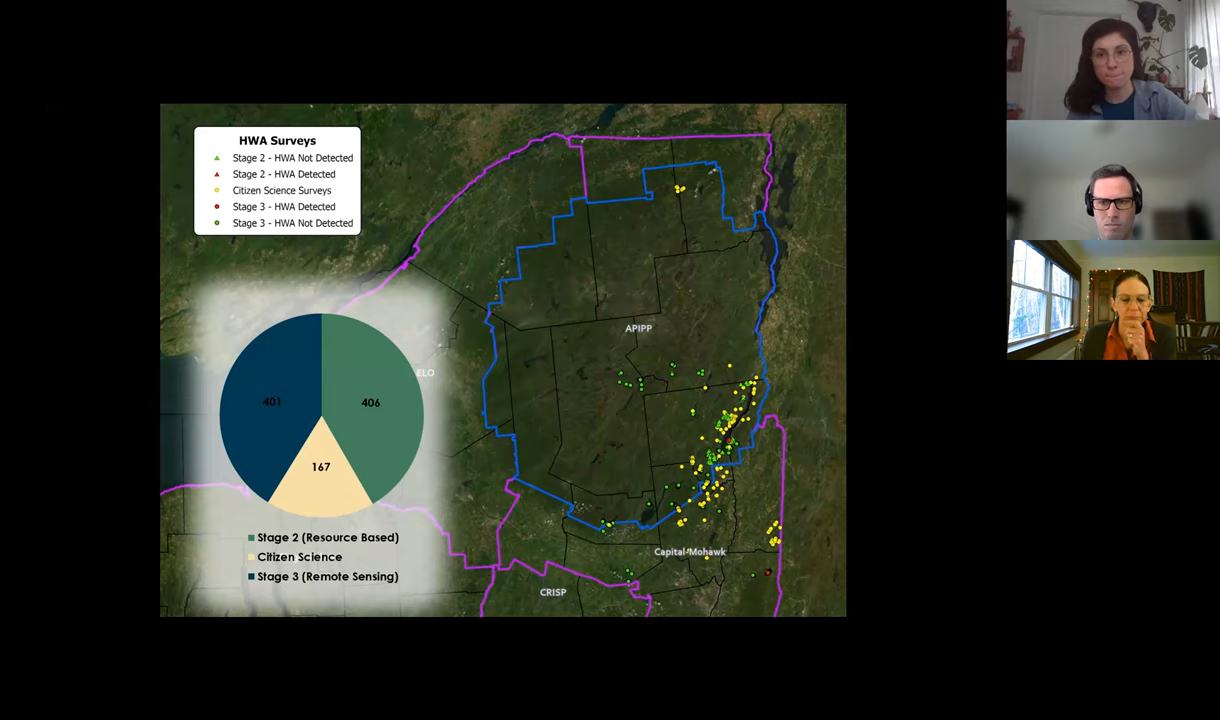 HWA Surveys
Stage 2 - HWA Not Detected
Stage 2 - HWA Detected
Citizen Science Surveys
Stage 3 - HWA Detected
Stage 3 - HWA Not Detected
APIPP
ELO
401
406
167
Stage 2 (Resource Based)
Citizen Science
Stage 3 (Remote Sensing)
Capital-Mohawk
CRISP